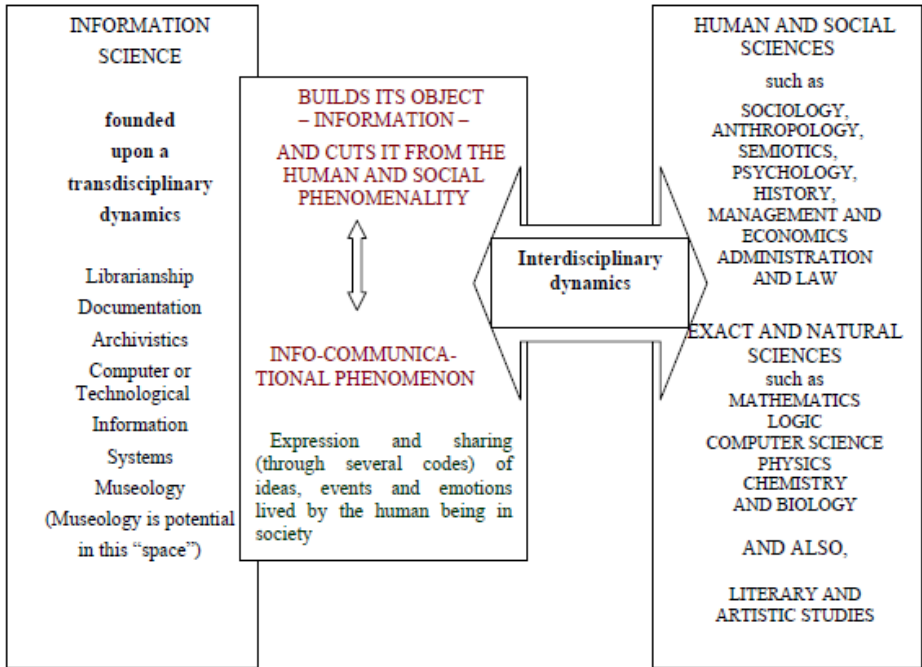 INFORMATION
SCIENCE
founded
upon a
transdisciplinary
dynamics
Librarianship
Documentation
Archivistics
Computer or
Technological
Information
Systems
Museology
(Museology is potential
in this “space”)
BUILDS ITS OBJECT
– INFORMATION –
AND CUTS IT FROM THE
HUMAN AND SOCIAL
PHENOMENALITY
INFO-COMMUNICA-
TIONAL PHENOMENON
Expression and sharing
(through several codes) of
ideas, events and emotions
lived by the human being in
society
Interdisciplinary
dynamics
HUMAN AND SOCIAL
SCIENCES
such as
SOCIOLOGY,
ANTHROPOLOGY,
SEMIOTICS,
PSYCHOLOGY,
HISTORY,
MANAGEMENT AND
ECONOMICS
ADMINISTRATION
AND LAW
EXACT AND NATURAL
SCIENCES
such as
MATHEMATICS
LOGIC
COMPUTER SCIENCE
PHYSICS
CHEMISTRY
AND BIOLOGY
AND ALSO,
LITERARY AND
ARTISTIC STUDIES